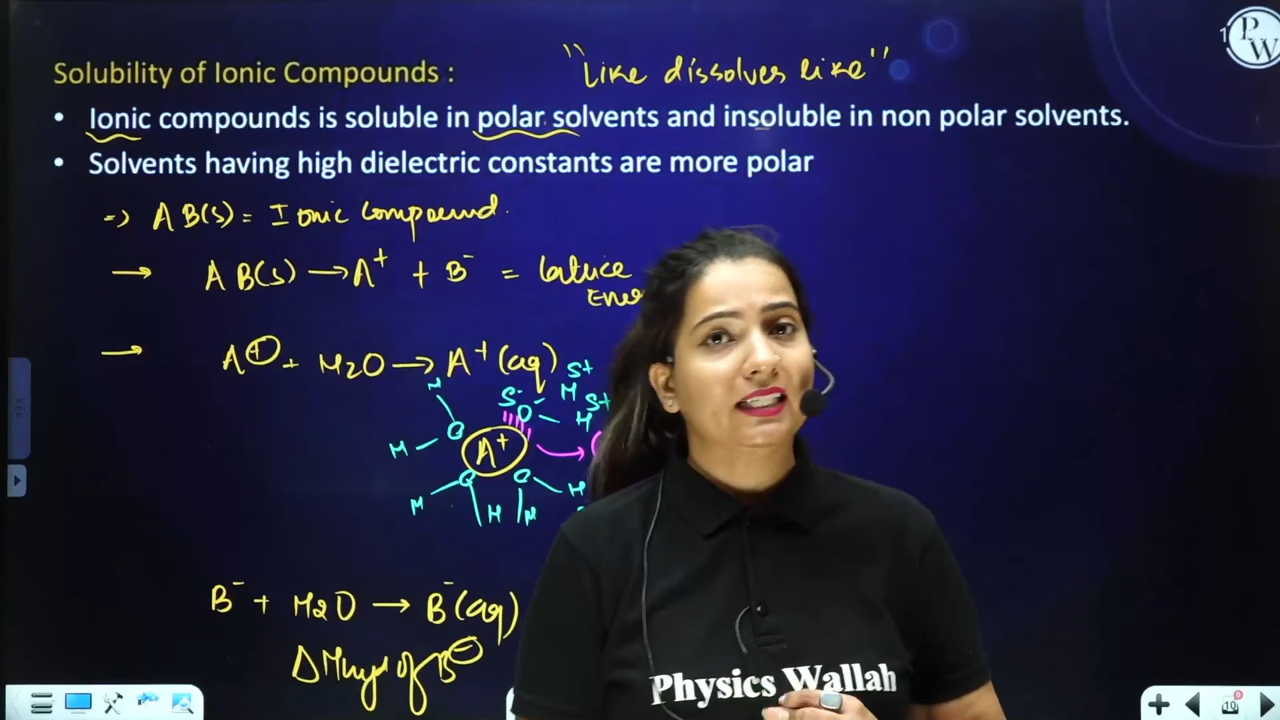 Solubility of Ionic Compounds : "Like dissolves like"
• Ionic compounds is soluble in polar solvents and insoluble in non polar solvents.
• Solvents having high dielectric constants are more polar
=> AB(s) = Ionic Compound.
→ AB(s) → A⁺ + B⁻ = lattice
Ener
→ A⊕ + H2O → A⁺(aq)
H S⁻ O⁻ H S+
H S+
H O A⁺
H O O H
H H
B⁻ + H2O → B⁻(aq)
ΔHhyd of B⊖
PW
Physics Wallah
10